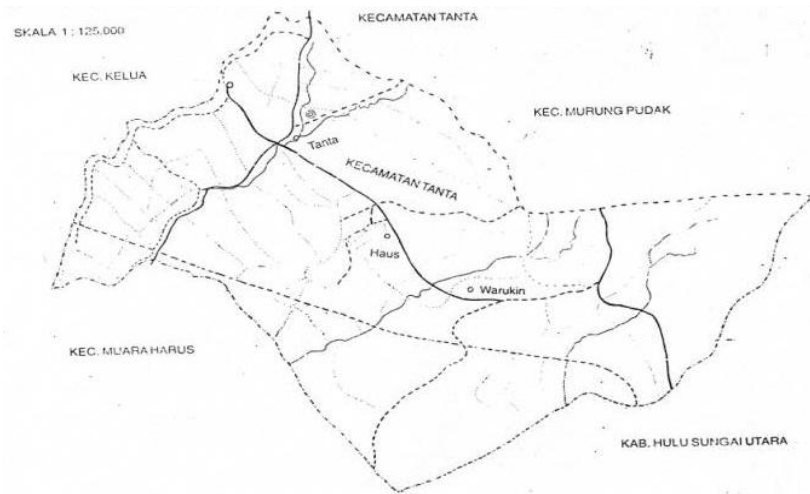 KECAMATAN TANTA
SKALA 1 : 125.000
KEC. KELUA
KEC. MURUNG PUDAK
Tanta
KECAMATAN TANTA
Haus
Warukin
KEC. MUARA HARUS
KAB. HULU SUNGAI UTARA